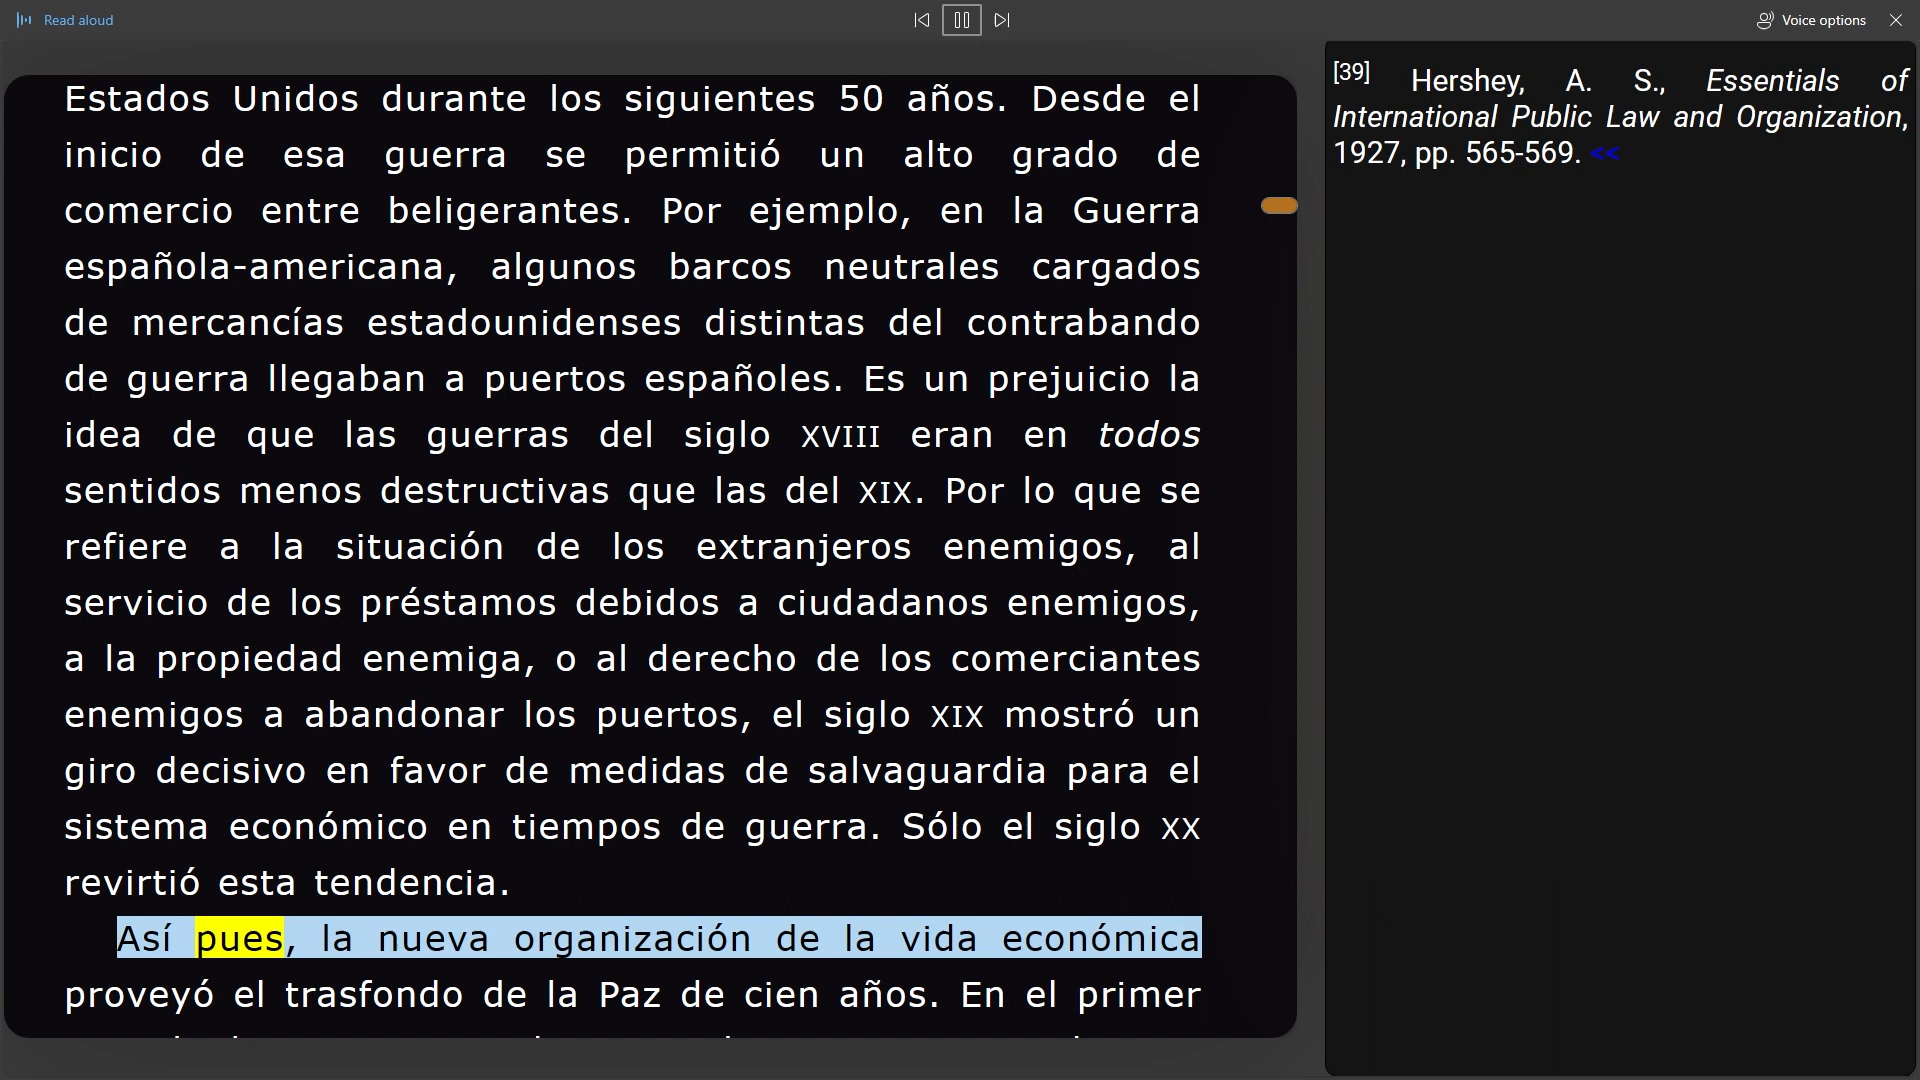 Read aloud
Voice options
Estados Unidos durante los siguientes 50 años. Desde el
inicio de esa guerra se permitió un alto grado de
comercio entre beligerantes. Por ejemplo, en la Guerra
española-americana, algunos barcos neutrales cargados
de mercancías estadounidenses distintas del contrabando
de guerra llegaban a puertos españoles. Es un prejuicio la
idea de que las guerras del siglo XVIII eran en todos
sentidos menos destructivas que las del XIX. Por lo que se
refiere a la situación de los extranjeros enemigos, al
servicio de los préstamos debidos a ciudadanos enemigos,
a la propiedad enemiga, o al derecho de los comerciantes
enemigos a abandonar los puertos, el siglo XIX mostró un
giro decisivo en favor de medidas de salvaguardia para el
sistema económico en tiempos de guerra. Sólo el siglo XX
revirtió esta tendencia.
Así pues, la nueva organización de la vida económica
proveyó el trasfondo de la Paz de cien años. En el primer
[39] Hershey, A. S., Essentials of
International Public Law and Organization,
1927, pp. 565-569. <<